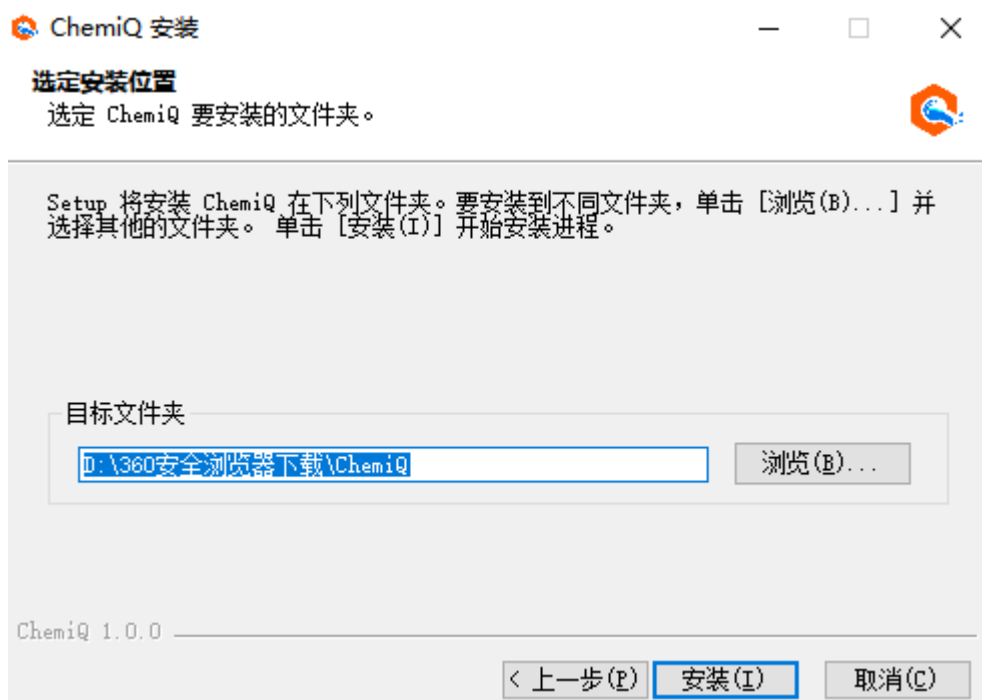 ChemiQ 安装
选定安装位置
选定 ChemiQ 要安装的文件夹。
Setup 将安装 ChemiQ 在下列文件夹。要安装到不同文件夹，单击 [浏览(B)...] 并
选择其他的文件夹。 单击 [安装(I)] 开始安装进程。
目标文件夹
D:\360安全浏览器下载\ChemiQ
浏览(B)...
ChemiQ 1.0.0
< 上一步(P)
安装(I)
取消(C)